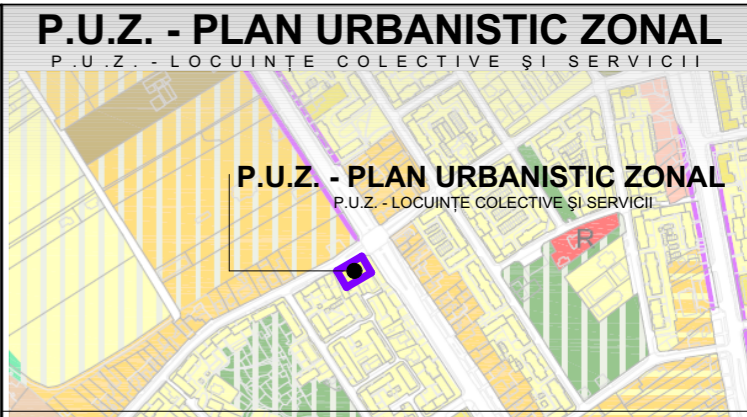 P.U.Z. - PLAN URBANISTIC ZONAL
P.U.Z. - LOCUINȚE COLECTIVE ȘI SERVICII
P.U.Z. - PLAN URBANISTIC ZONAL
P.U.Z. - LOCUINȚE COLECTIVE ȘI SERVICII
R